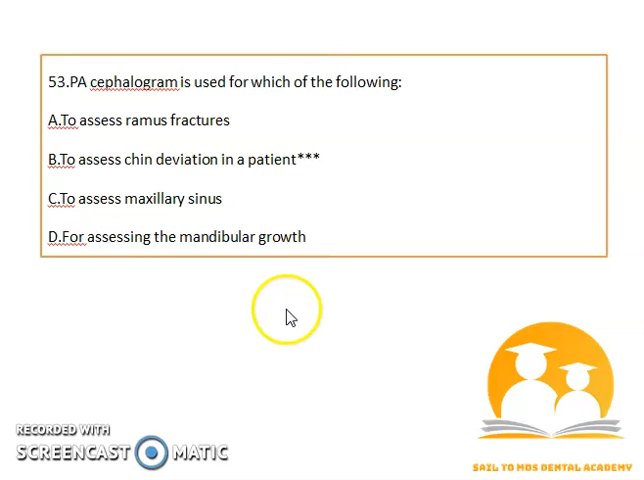 53.PA cephalogram is used for which of the following:
A.To assess ramus fractures
B.To assess chin deviation in a patient***
C.To assess maxillary sinus
D.For assessing the mandibular growth
RECORDED WITH
SCREENCAST MATIC
SAIL TO MDS DENTAL ACADEMY